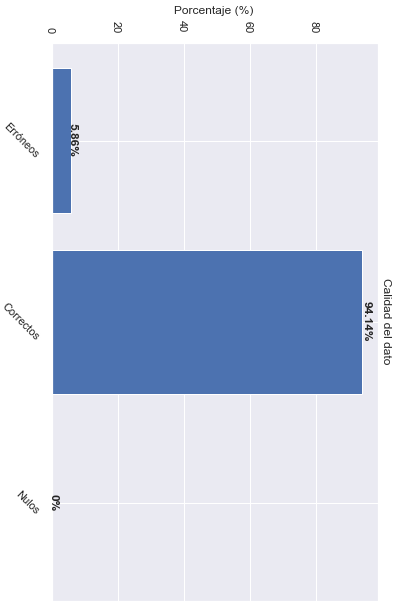 Calidad del dato
Porcentaje (%)
80
60
40
20
0
5.86%
94.14%
0%
Erróneos
Correctos
Nulos